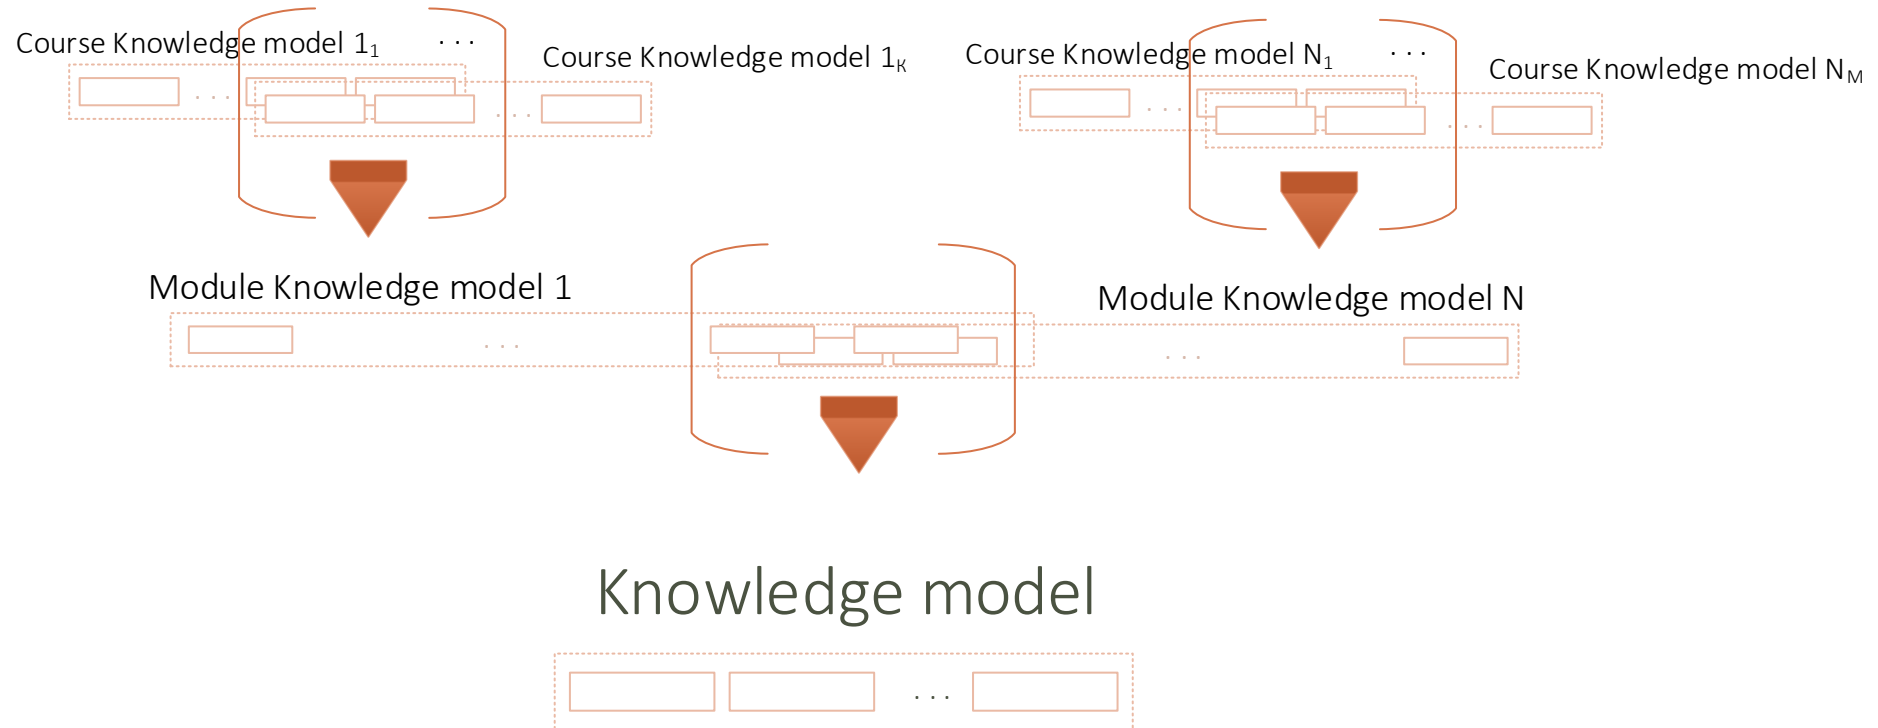 Course Knowledge model 1₁
. . .
Course Knowledge model 1ₖ
Course Knowledge model N₁
. . .
Course Knowledge model Nₘ
. . .
. . .
. . .
. . .
Module Knowledge model 1
Module Knowledge model N
. . .
. . .
Knowledge model
. . .